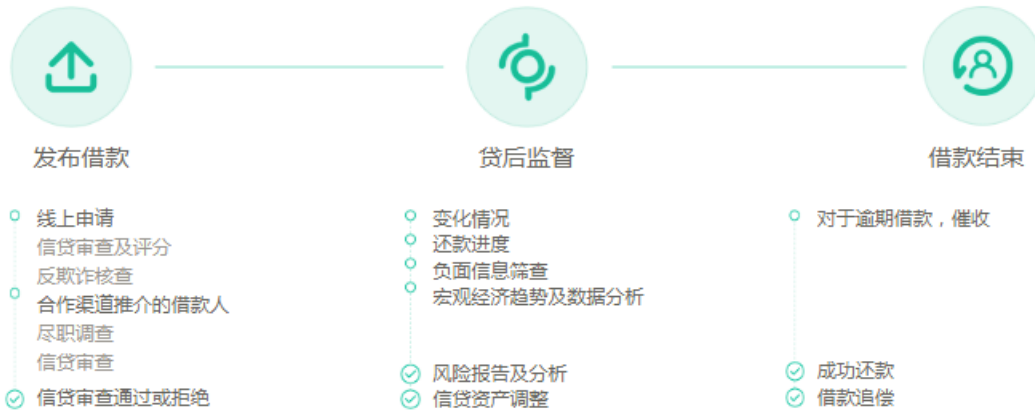 发布借款
贷后监督
借款结束
线上申请
信贷审查及评分
反欺诈核查
合作渠道推介的借款人
尽职调查
信贷审查
信贷审查通过或拒绝
变化情况
还款进度
负面信息筛查
宏观经济趋势及数据分析
风险报告及分析
信贷资产调整
对于逾期借款，催收
成功还款
借款追偿